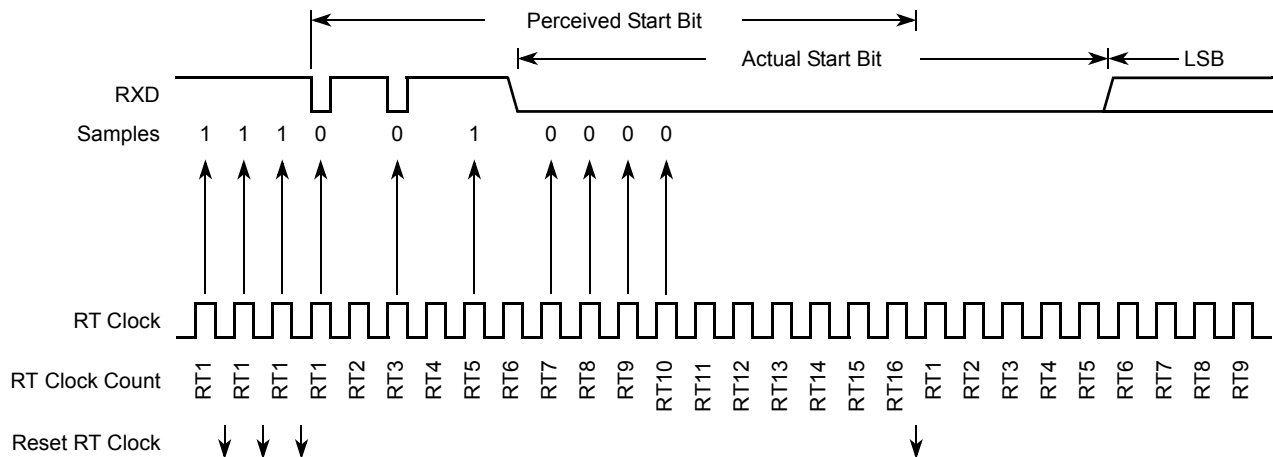 Perceived Start Bit
Actual Start Bit LSB
RXD
Samples 1 1 1 0 0 1 0 0 0 0
RT Clock
RT Clock Count RT1 RT1 RT1 RT1 RT2 RT3 RT4 RT5 RT6 RT7 RT8 RT9 RT10 RT11 RT12 RT13 RT14 RT15 RT16 RT1 RT2 RT3 RT4 RT5 RT6 RT7 RT8 RT9
Reset RT Clock